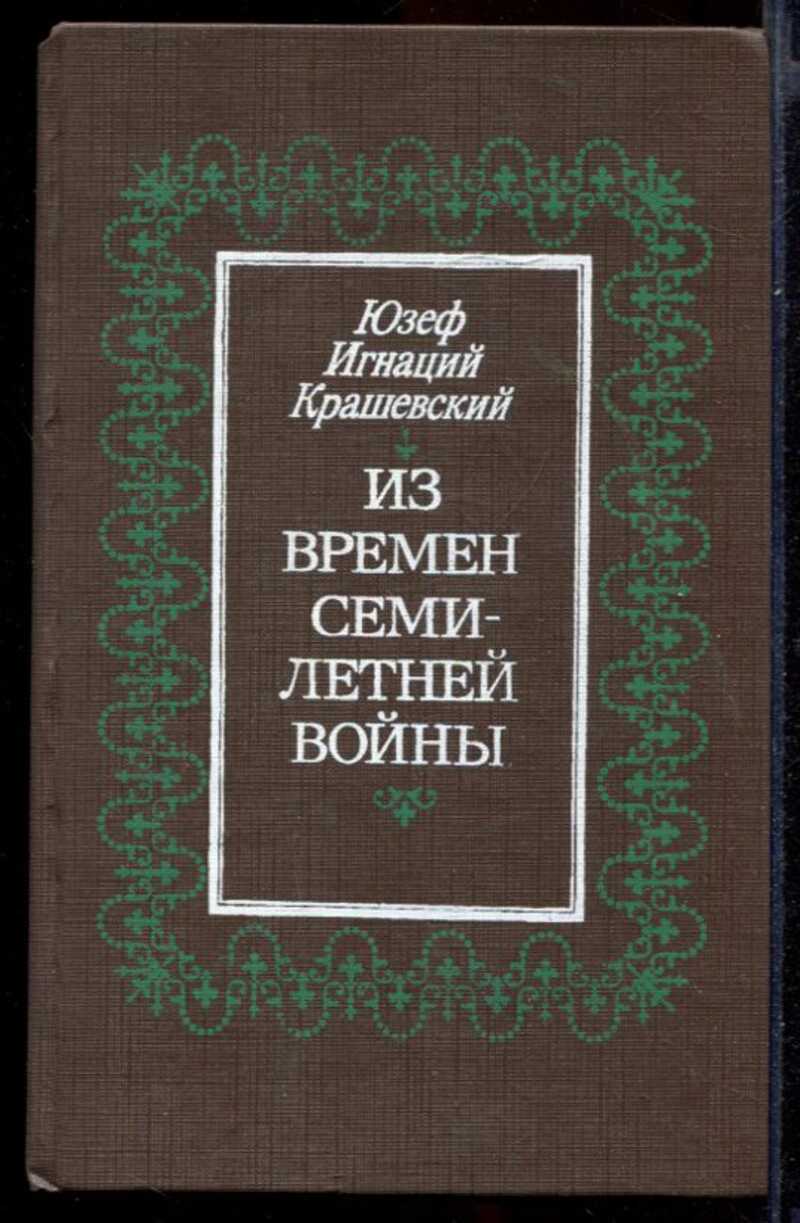 Юзеф
Игнаций
Крашевский
ИЗ
ВРЕМЕН
СЕМИ-
ЛЕТНЕЙ
ВОЙНЫ